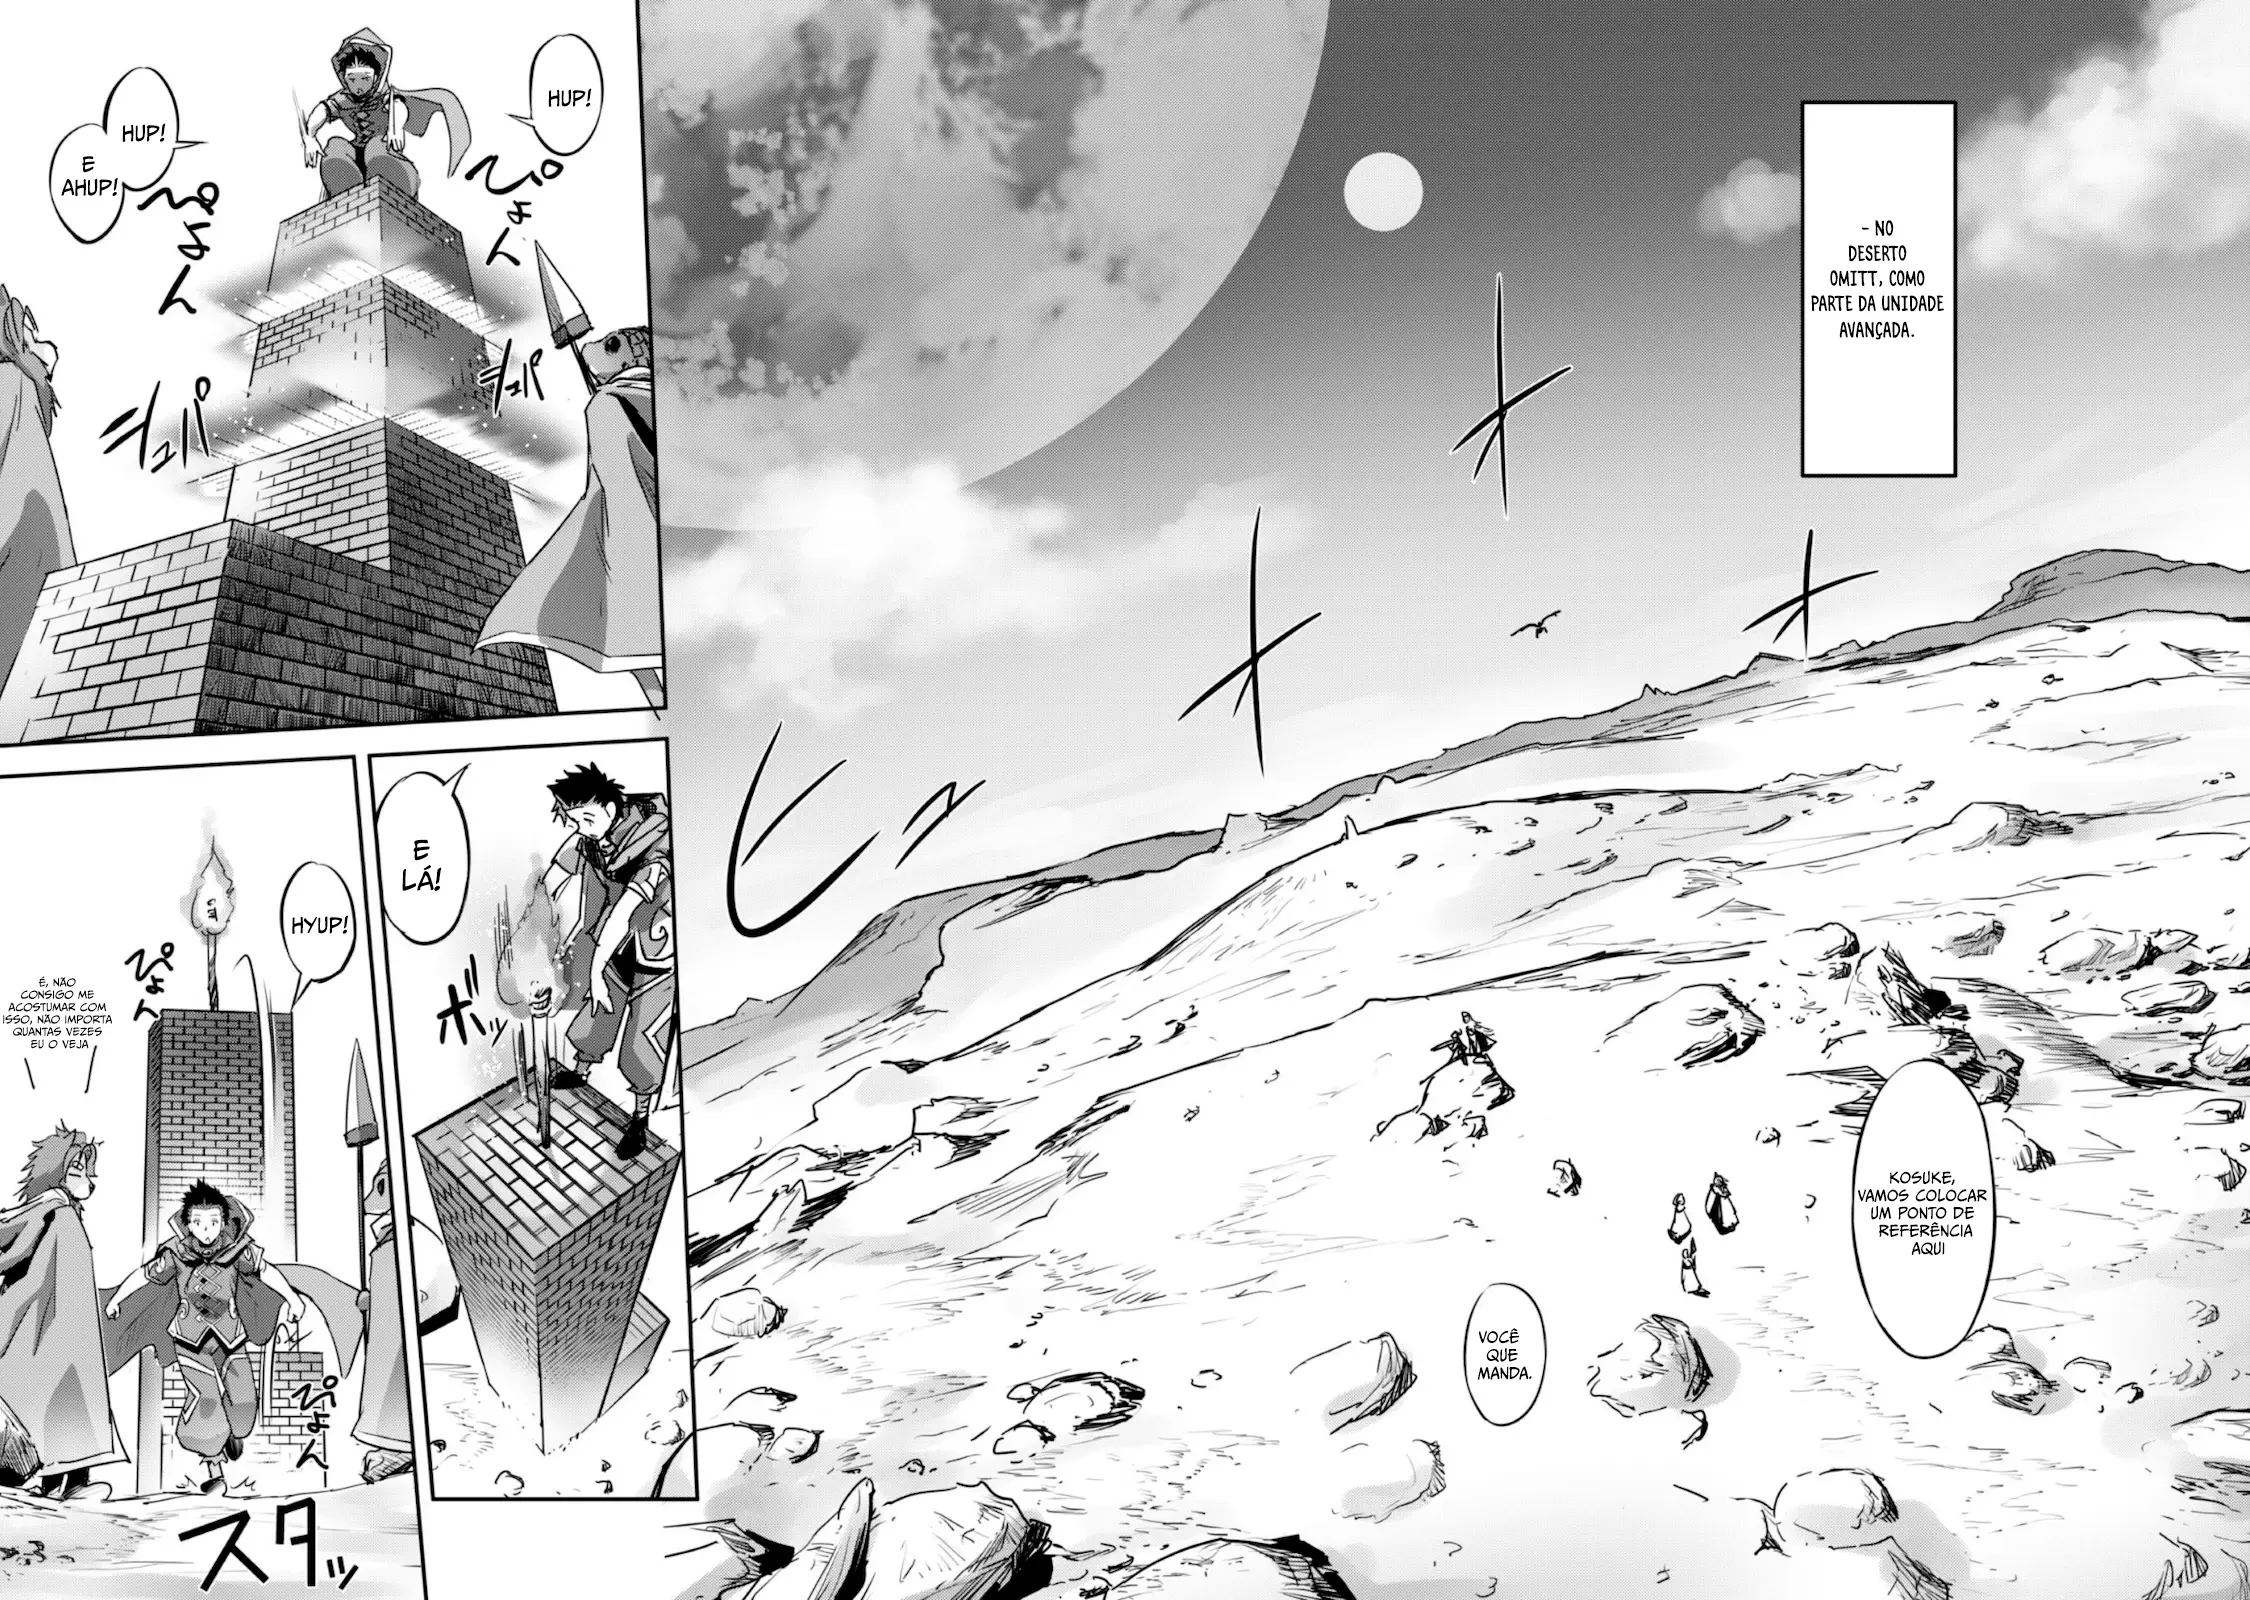 - NO
DESERTO
OMITT, COMO
PARTE DA UNIDADE
AVANÇADA.
KOSUKE,
VAMOS COLOCAR
UM PONTO DE
REFERÊNCIA
AQUI
VOCÊ
QUE
MANDA.
ビュ
HUP!
ぴょん
シュパ
HUP!
E
AHUP!
ぴょん
シュパ
E
LÁ!
ボッ
HYUP!
ぴょん
É, NÃO
CONSIGO ME
ACOSTUMAR COM
ISSO, NÃO IMPORTA
QUANTAS VEZES
EU O VEJA
ぴょん
スタッ